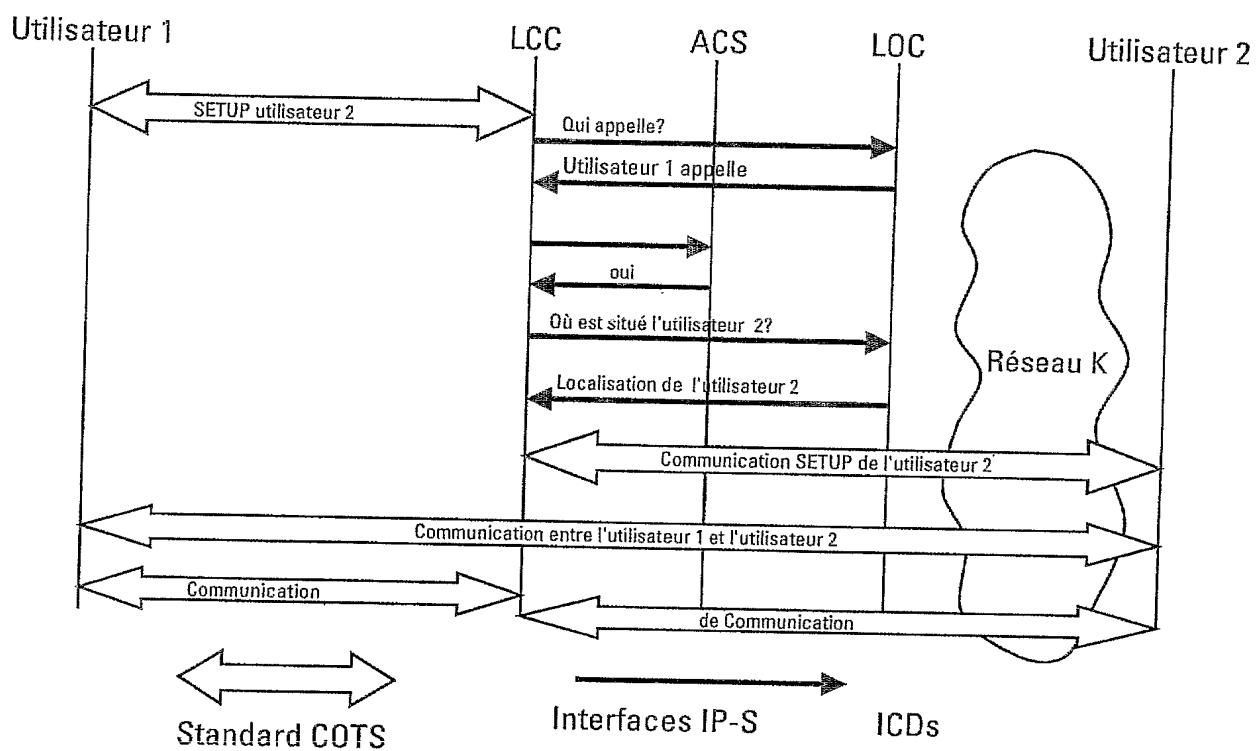 Utilisateur 1
LCC
ACS
LOC
Utilisateur 2
SETUP utilisateur 2
Qui appelle?
Utilisateur 1 appelle
oui
Où est situé l'utilisateur 2?
Localisation de l'utilisateur 2
Réseau K
Communication SETUP de l'utilisateur 2
Communication entre l'utilisateur 1 et l'utilisateur 2
Communication
de Communication
Standard COTS
Interfaces IP-S
ICDs